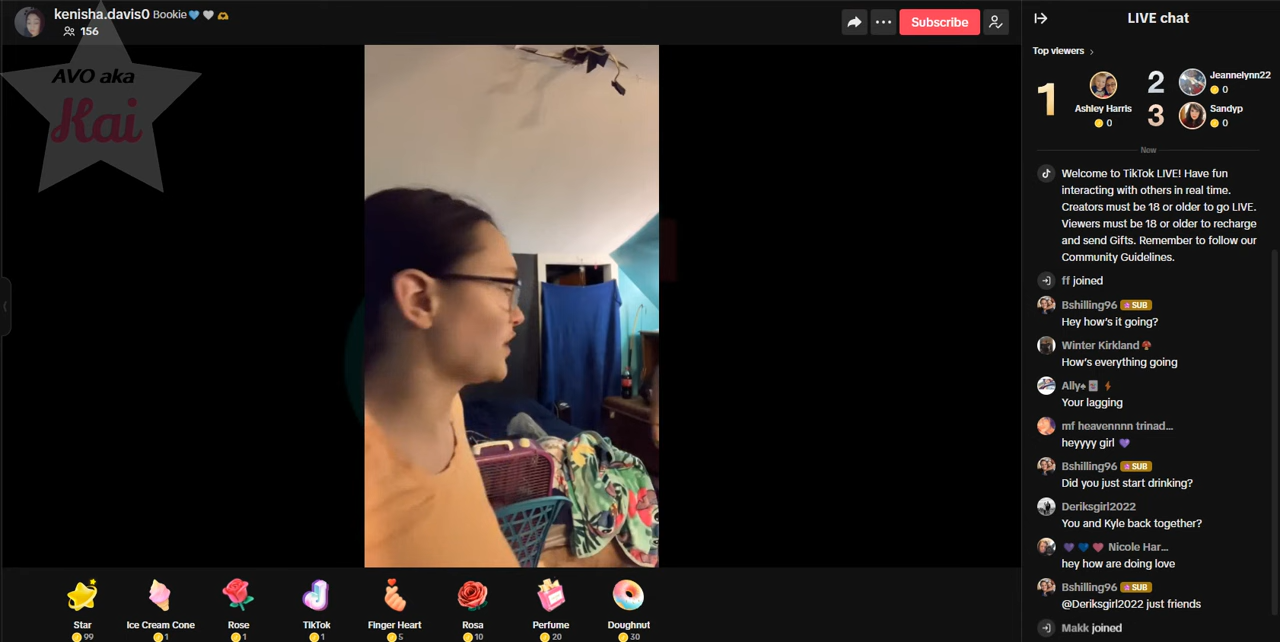 kenisha.davis0 Bookie💙🤍🫶
156
Subscribe
AVO aka
Kai
LIVE chat
Top viewers
1
Ashley Harris
0
2
Jeannelynn22
0
3
Sandyp
0
New
Welcome to TikTok LIVE! Have fun
interacting with others in real time.
Creators must be 18 or older to go LIVE.
Viewers must be 18 or older to recharge
and send Gifts. Remember to follow our
Community Guidelines.
ff joined
Bshilling96 SUB
Hey how's it going?
Winter Kirkland
How's everything going
Ally♠🃏⚡
Your lagging
mf heavennnn trinad...
heyyyy girl 💜
Bshilling96 SUB
Did you just start drinking?
Deriksgirl2022
You and Kyle back together?
💜💙❤ Nicole Har...
hey how are doing love
Bshilling96 SUB
@Deriksgirl2022 just friends
Makk joined
Star
99
Ice Cream Cone
1
Rose
1
TikTok
1
Finger Heart
5
Rosa
10
Perfume
20
Doughnut
30